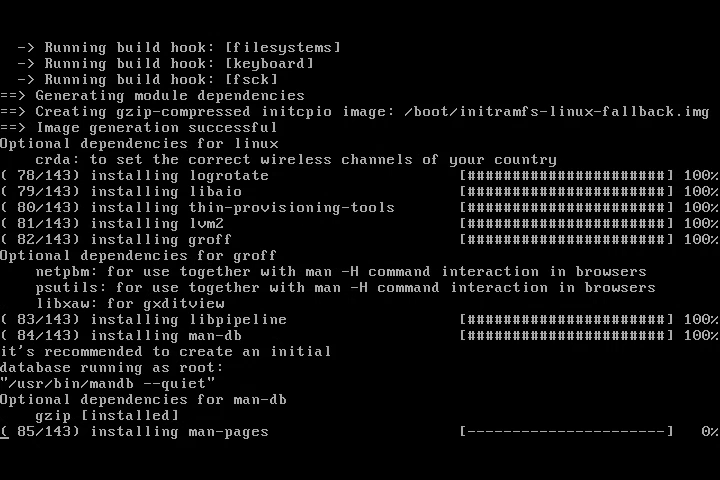 -> Running build hook: [filesystems]
-> Running build hook: [keyboard]
-> Running build hook: [fsck]
==> Generating module dependencies
==> Creating gzip-compressed initcpio image: /boot/initramfs-linux-fallback.img
==> Image generation successful
Optional dependencies for linux
crda: to set the correct wireless channels of your country
( 78/143) installing logrotate [######################] 100%
( 79/143) installing libaio [######################] 100%
( 80/143) installing thin-provisioning-tools [######################] 100%
( 81/143) installing lvm2 [######################] 100%
( 82/143) installing groff [######################] 100%
Optional dependencies for groff
netpbm: for use together with man -H command interaction in browsers
psutils: for use together with man -H command interaction in browsers
libxaw: for gxditview
( 83/143) installing libpipeline [######################] 100%
( 84/143) installing man-db [######################] 100%
it's recommended to create an initial
database running as root:
"/usr/bin/mandb --quiet"
Optional dependencies for man-db
gzip [installed]
( 85/143) installing man-pages [----------------------] 0%